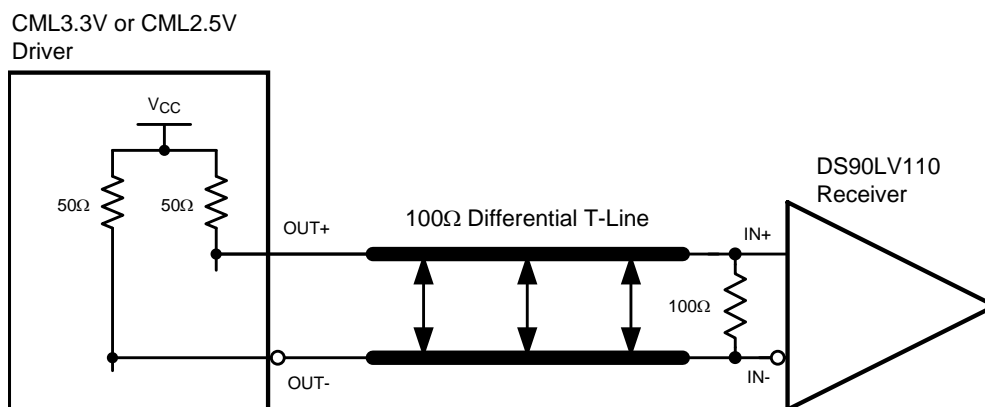 CML3.3V or CML2.5V
Driver
VCC
50Ω
50Ω
OUT+
100Ω Differential T-Line
IN+
DS90LV110
Receiver
100Ω
OUT-
IN-